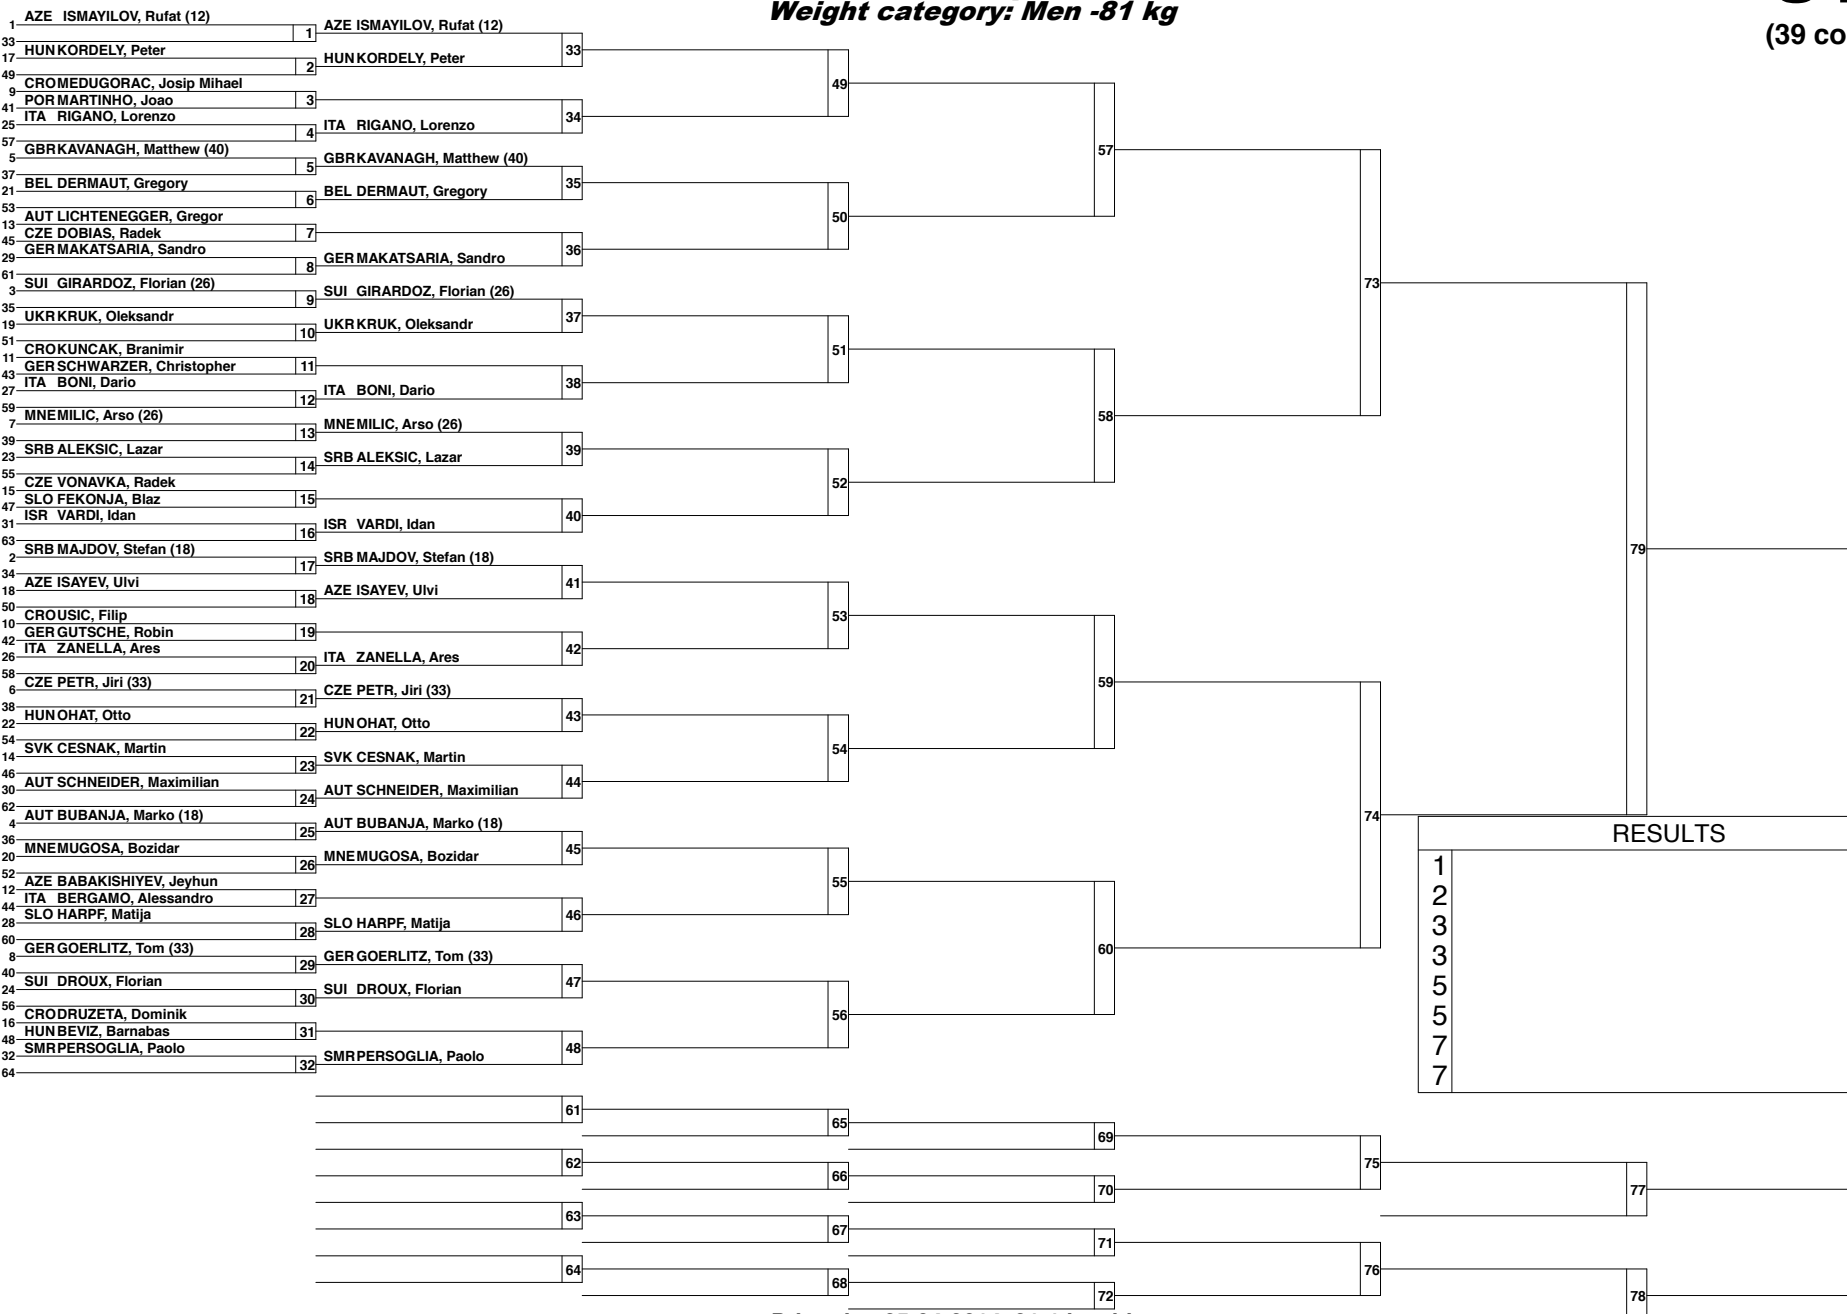 Weight category: Men -81 kg
(39 co
1 AZE ISMAYILOV, Rufat (12)
33
1 AZE ISMAYILOV, Rufat (12)
17 HUN KORDELY, Peter
49
2 HUN KORDELY, Peter
33
9 CRO MEDUGORAC, Josip Mihael
41 POR MARTINHO, Joao
3
25 ITA RIGANO, Lorenzo
57
4 ITA RIGANO, Lorenzo
34
49
5 GBR KAVANAGH, Matthew (40)
37
5 GBR KAVANAGH, Matthew (40)
21 BEL DERMAUT, Gregory
53
6 BEL DERMAUT, Gregory
35
13 AUT LICHTENEGGER, Gregor
45 CZE DOBIAS, Radek
7
29 GER MAKATSARIA, Sandro
61
8 GER MAKATSARIA, Sandro
36
50
57
3 SUI GIRARDOZ, Florian (26)
35
9 SUI GIRARDOZ, Florian (26)
19 UKR KRUK, Oleksandr
51
10 UKR KRUK, Oleksandr
37
11 CRO KUNCAK, Branimir
43 GER SCHWARZER, Christopher
11
27 ITA BONI, Dario
59
12 ITA BONI, Dario
38
51
7 MNE MILIC, Arso (26)
39
13 MNE MILIC, Arso (26)
23 SRB ALEKSIC, Lazar
55
14 SRB ALEKSIC, Lazar
39
15 CZE VONAVKA, Radek
47 SLO FEKONJA, Blaz
15
31 ISR VARDI, Idan
63
16 ISR VARDI, Idan
40
52
58
73
2 SRB MAJDOV, Stefan (18)
34
17 SRB MAJDOV, Stefan (18)
18 AZE ISAYEV, Ulvi
50
18 AZE ISAYEV, Ulvi
41
10 CRO USIC, Filip
42 GER GUTSCHE, Robin
19
26 ITA ZANELLA, Ares
58
20 ITA ZANELLA, Ares
42
53
6 CZE PETR, Jiri (33)
38
21 CZE PETR, Jiri (33)
22 HUN OHAT, Otto
54
22 HUN OHAT, Otto
43
14 SVK CESNAK, Martin
46
23 SVK CESNAK, Martin
30 AUT SCHNEIDER, Maximilian
62
24 AUT SCHNEIDER, Maximilian
44
54
59
4 AUT BUBANJA, Marko (18)
36
25 AUT BUBANJA, Marko (18)
20 MNE MUGOSA, Bozidar
52
26 MNE MUGOSA, Bozidar
45
12 AZE BABAKISHIYEV, Jeyhun
44 ITA BERGAMO, Alessandro
27
28 SLO HARPF, Matija
60
28 SLO HARPF, Matija
46
55
8 GER GOERLITZ, Tom (33)
40
29 GER GOERLITZ, Tom (33)
24 SUI DROUX, Florian
56
30 SUI DROUX, Florian
47
16 CRO DRUZETA, Dominik
48 HUN BEVIZ, Barnabas
31
32 SMR PERSOGLIA, Paolo
64
32 SMR PERSOGLIA, Paolo
48
56
60
74
79
RESULTS
1
2
3
3
5
5
7
7
61
65
69
62
66
70
75
77
63
67
71
64
68
72
76
78